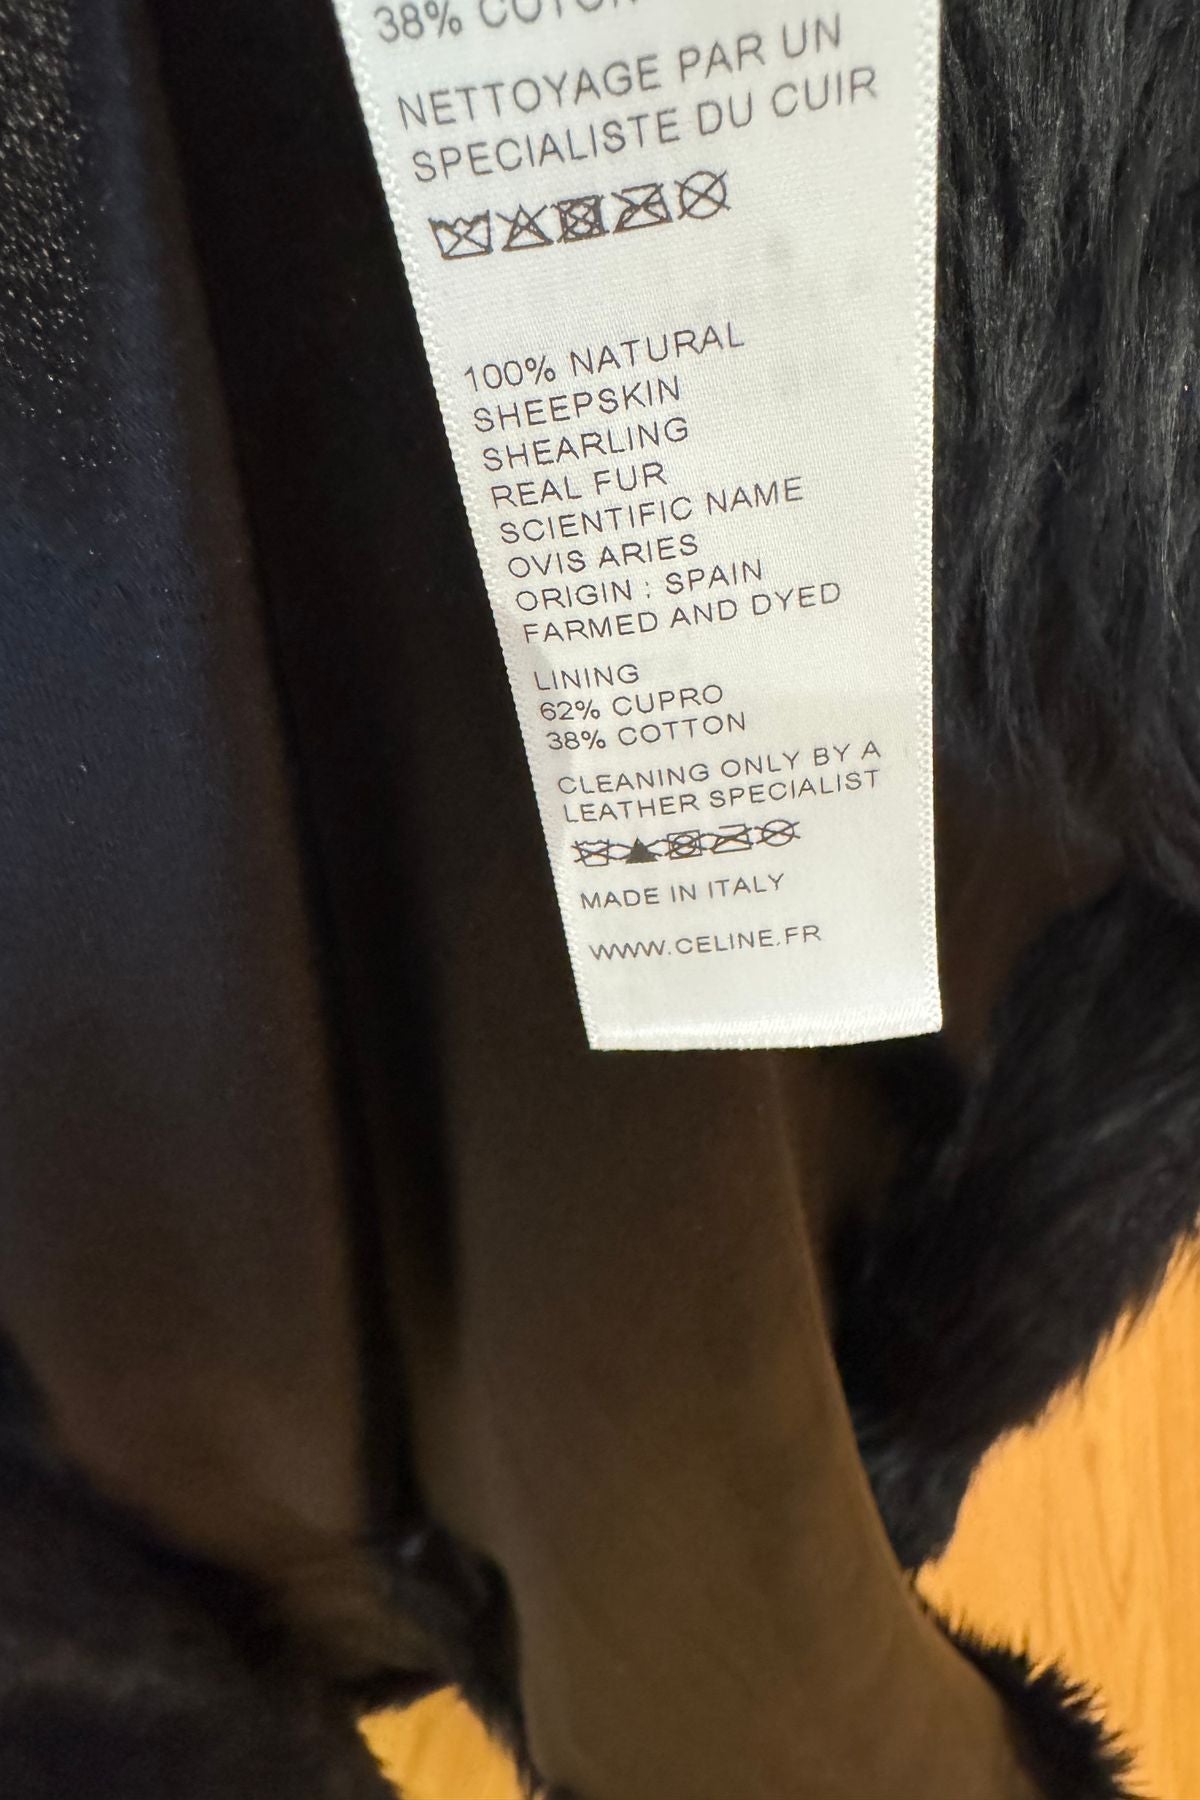 38% COTON
NETTOYAGE PAR UN
SPECIALISTE DU CUIR
100% NATURAL
SHEEPSKIN
SHEARLING
REAL FUR
SCIENTIFIC NAME
OVIS ARIES
ORIGIN : SPAIN
FARMED AND DYED
LINING
62% CUPRO
38% COTTON
CLEANING ONLY BY A
LEATHER SPECIALIST
MADE IN ITALY
WWW.CELINE.FR